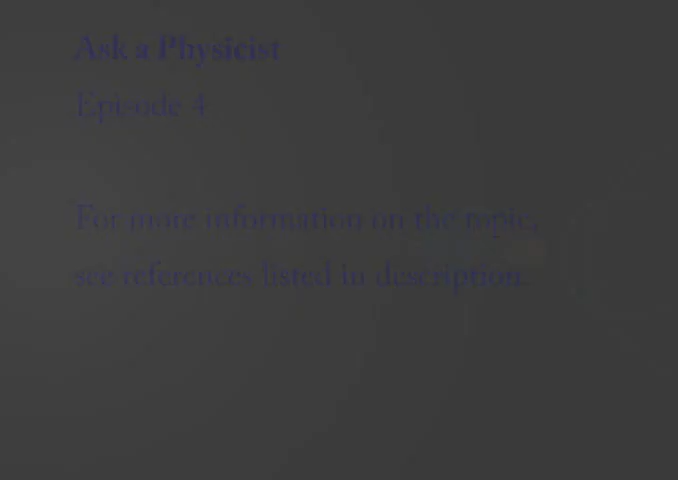 Ask a Physicist
Episode 4.
For more information on the topic,
see references listed in description.